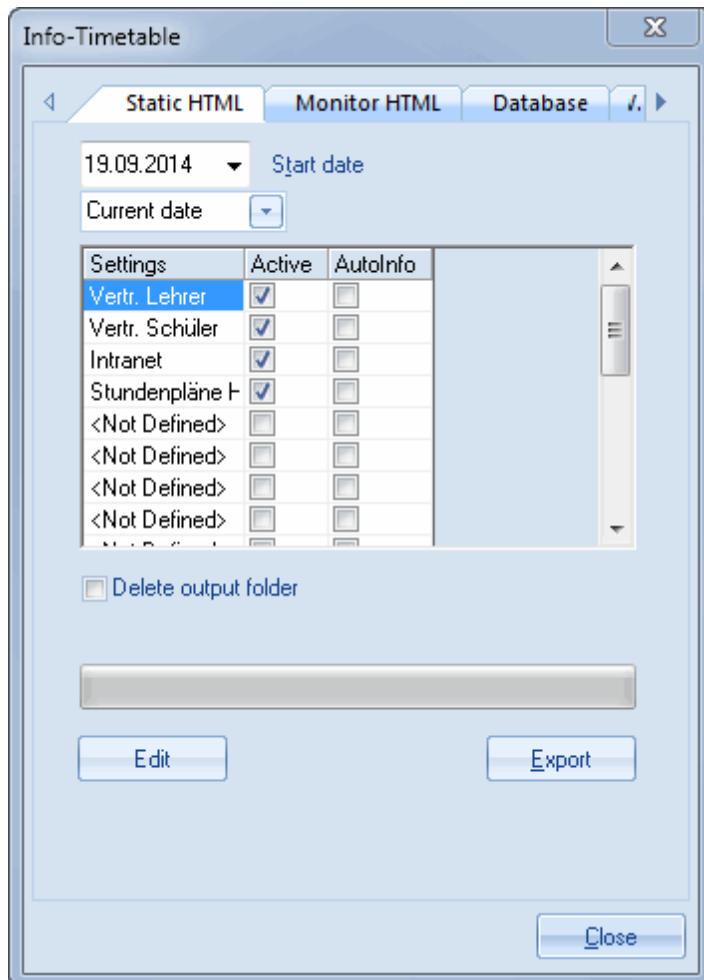 Info-Timetable
Static HTML Monitor HTML Database
19.09.2014 Start date
Current date
Settings Active AutoInfo
Vertr. Lehrer
Vertr. Schüler
Intranet
Stundenpläne H
<Not Defined>
<Not Defined>
<Not Defined>
<Not Defined>
Delete output folder
Edit Export
Close